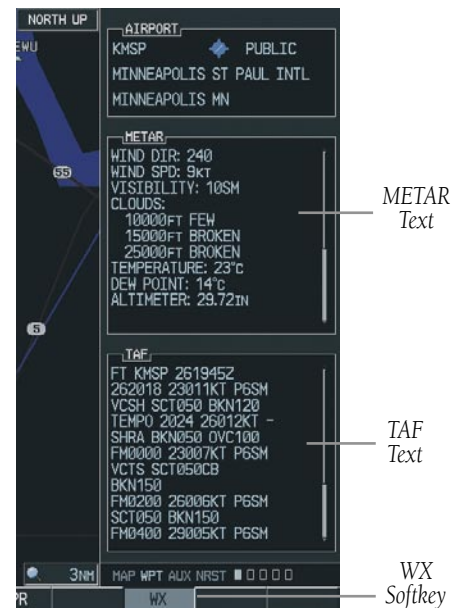 NORTH UP
EWU
55
5
3NM
AIRPORT
KMSP PUBLIC
MINNEAPOLIS ST PAUL INTL
MINNEAPOLIS MN
METAR
WIND DIR: 240
WIND SPD: 9KT
VISIBILITY: 10SM
CLOUDS:
10000FT FEW
15000FT BROKEN
25000FT BROKEN
TEMPERATURE: 23°C
DEW POINT: 14°C
ALTIMETER: 29.72IN
METAR
Text
TAF
FT KMSP 261945Z
262018 23011KT P6SM
VCSH SCT050 BKN120
TEMPO 2024 26012KT -
SHRA BKN050 OVC100
FM0000 23007KT P6SM
VCTS SCT050CB
BKN150
FM0200 26006KT P6SM
SCT050 BKN150
FM0400 29005KT P6SM
TAF
Text
MAP WPT AUX NRST
PR
WX
WX
Softkey